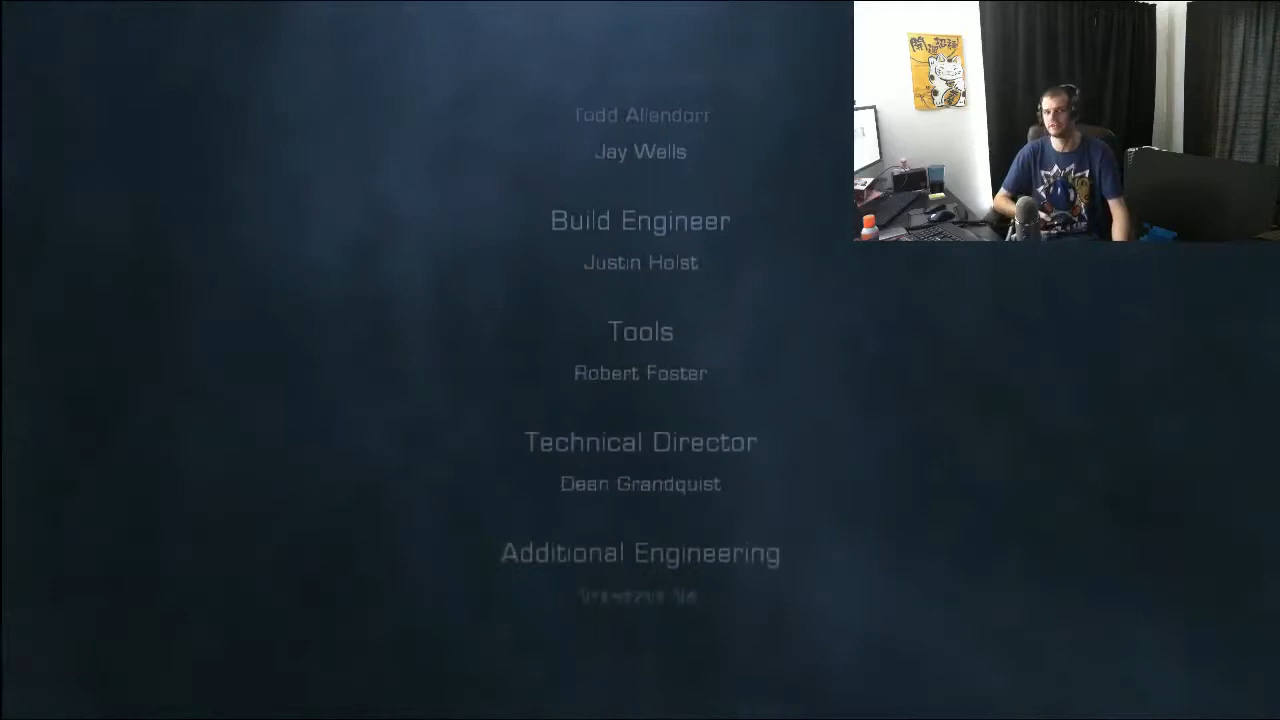 Todd Allendorf
Jay Wells
Build Engineer
Justin Holst
Tools
Robert Foster
Technical Director
Dean Grandquist
Additional Engineering